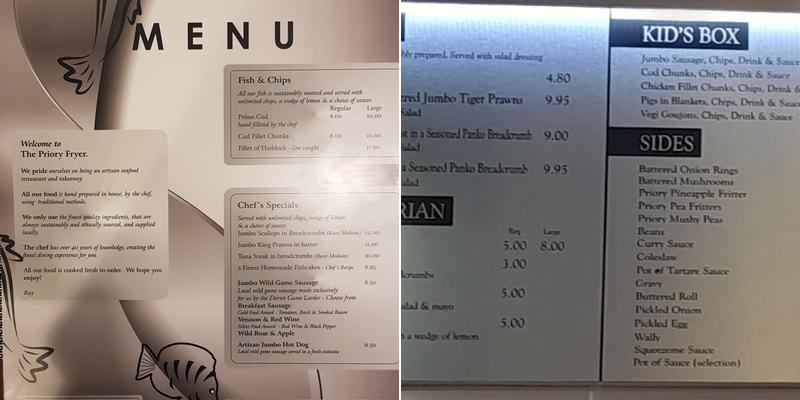 MENU
Fish & Chips
All our fish is sustainably sourced and served with
unlimited chips, a wedge of lemon & a choice of sauces.
Regular Large
Prime Cod 8.00 10.00
hand filleted by the chef
Cod Fillet Chunks 8.00 10.00
Fillet of Haddock - line caught 11.00
Welcome to
The Priory Fryer.
We pride ourselves on being an artisan seafood
restaurant and takeaway.
All our food is hand prepared in house, by the chef,
using traditional methods.
We only use the finest quality ingredients, that are
always sustainably and ethically sourced, and supplied
locally.
The chef has over 40 years of knowledge, creating the
finest dining experience for you.
All our food is cooked fresh to order. We hope you
enjoy!
Ray
Chef's Specials
Served with unlimited chips, wedge of lemon
& a choice of sauces
Jumbo Scallops in Breadcrumbs (Rare/Medium) 12.00
Jumbo King Prawns in batter 11.00
Tuna Steak in breadcrumbs (Rare/Medium) 10.00
2 Finest Homemade Fishcakes - Chef's Recipe 8.95
Jumbo Wild Game Sausage 8.50
Local wild game sausage made exclusively
for us by the Dorset Game Larder - Choose from
Breakfast Sausage
Gold Food Award - Tomatoes, Basil & Smoked Bacon
Venison & Red Wine
Silver Food Award - Red Wine & Black Pepper
Wild Boar & Apple
Artizan Jumbo Hot Dog 6.50
Local wild game sausage served in a fresh ciabatta
prepared. Served with salad dressing
4.80
ered Jumbo Tiger Prawns 9.95
in a Seasoned Panko Breadcrumb 9.00
Salad
a Seasoned Panko Breadcrumb 9.95
salad
RIAN
Reg Large
5.00 8.00
3.00
crumbs
5.00
salad & mayo
5.00
a wedge of lemon
KID'S BOX
Jumbo Sausage, Chips, Drink & Sauce
Cod Chunks, Chips, Drink & Sauce
Chicken Fillet Chunks, Chips, Drink &
Pigs in Blankets, Chips, Drink & Sauc
Vegi Goujons, Chips, Drink & Sauce
SIDES
Battered Onion Rings
Battered Mushrooms
Priory Pineapple Fritter
Priory Pea Fritters
Priory Mushy Peas
Beans
Curry Sauce
Coleslaw
Pot of Tartare Sauce
Gravy
Buttered Roll
Pickled Onion
Pickled Egg
Wally
Squeezeme Sauce
Pot of Sauce (selection)